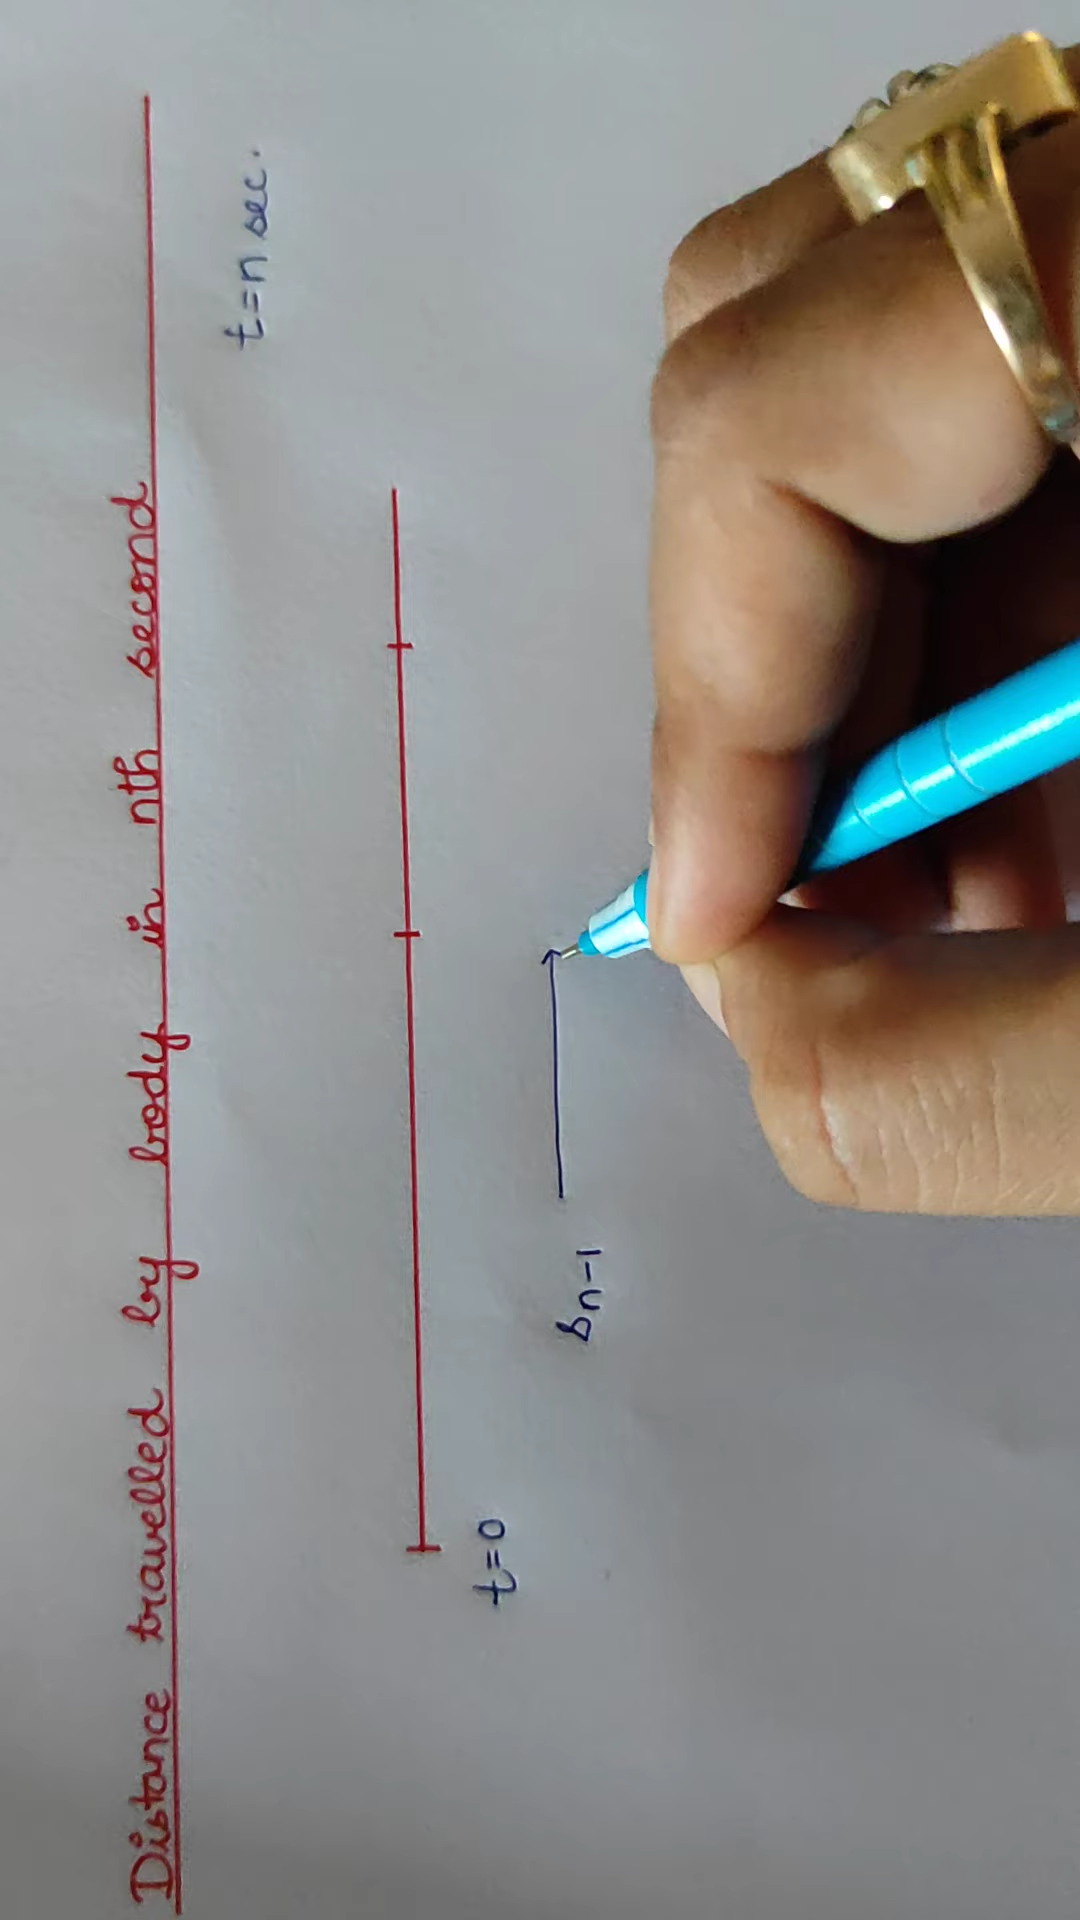 Distance travelled by body in nth second
t=n sec.
t=0
Sn-1